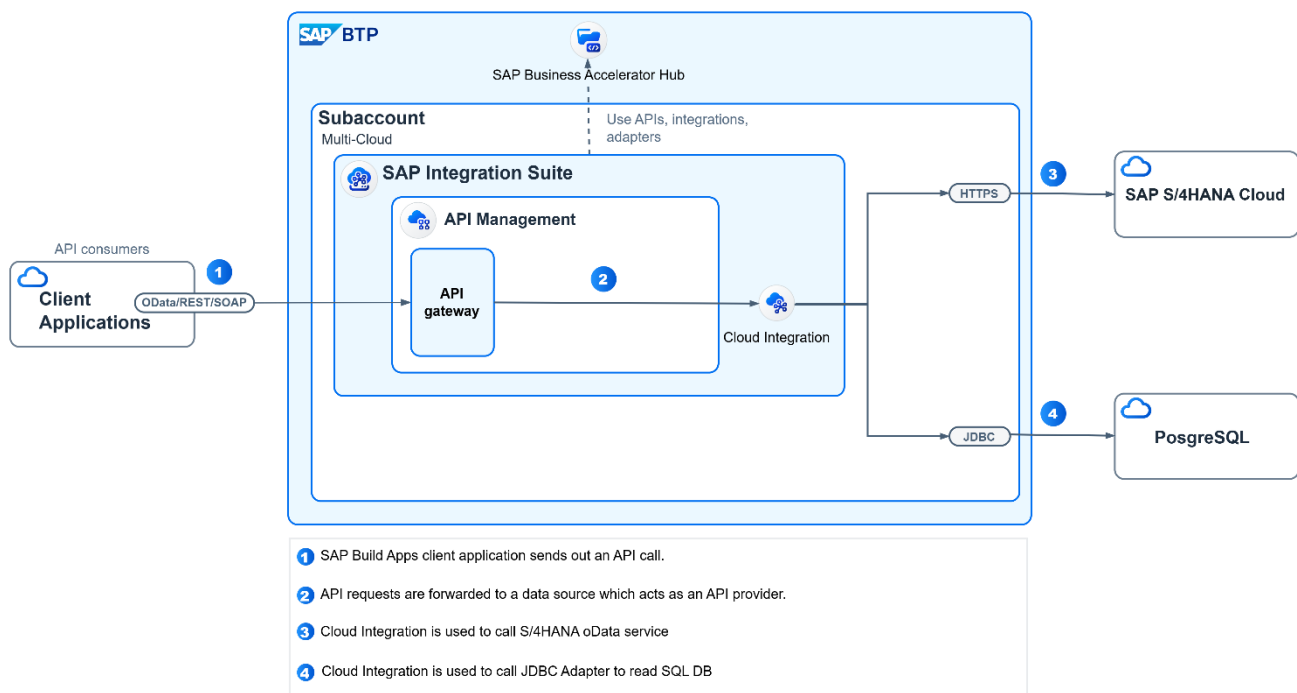 SAP BTP
SAP Business Accelerator Hub
Subaccount
Multi-Cloud
Use APIs, integrations,
adapters
SAP Integration Suite
API Management
API consumers
1
Client
Applications
OData/REST/SOAP
API
gateway
2
Cloud Integration
HTTPS
3
SAP S/4HANA Cloud
JDBC
4
PosgreSQL
1 SAP Build Apps client application sends out an API call.
2 API requests are forwarded to a data source which acts as an API provider.
3 Cloud Integration is used to call S/4HANA oData service
4 Cloud Integration is used to call JDBC Adapter to read SQL DB